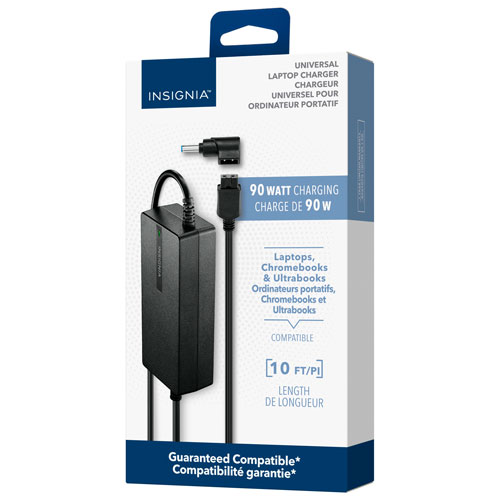 INSIGNIA™
UNIVERSAL
LAPTOP CHARGER
CHARGEUR
UNIVERSEL POUR
ORDINATEUR PORTATIF
90 WATT CHARGING
CHARGE DE 90 W
Laptops,
Chromebooks
& Ultrabooks
Ordinateurs portatifs,
Chromebooks et
Ultrabooks
COMPATIBLE
[10 FT/PI]
LENGTH
DE LONGUEUR
Guaranteed Compatible*
Compatibilité garantie*